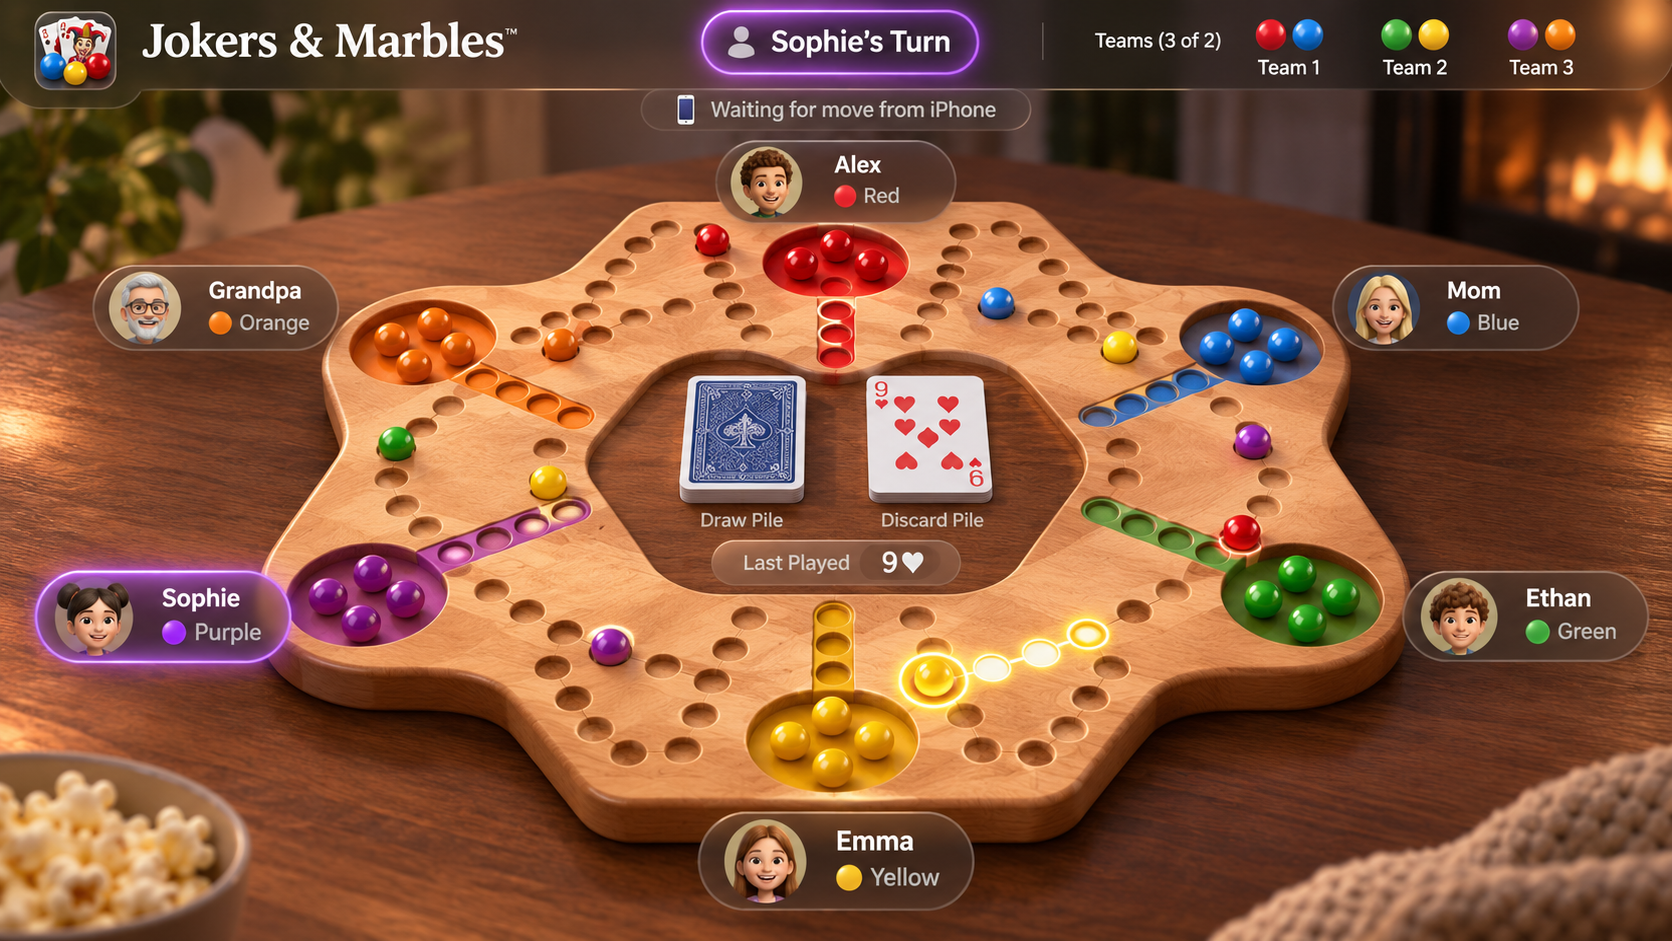 Jokers & Marbles™
Sophie's Turn
Teams (3 of 2)
Team 1
Team 2
Team 3
Waiting for move from iPhone
Alex
Red
Grandpa
Orange
Mom
Blue
9
9
Draw Pile
Discard Pile
Last Played 9♥
Sophie
Purple
Ethan
Green
Emma
Yellow